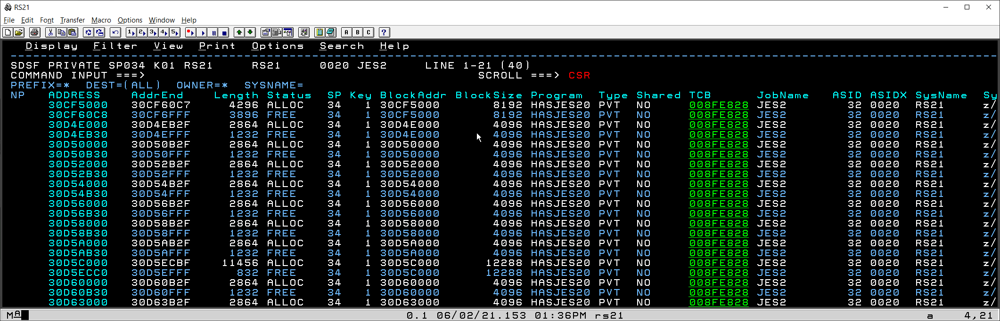 RS21
File Edit Font Transfer Macro Options Window Help
1 2 3 4 5 A B C ?
Display Filter View Print Options Search Help
SDSF PRIVATE SP034 K01 RS21 RS21 0020 JES2 LINE 1-21 (40)
COMMAND INPUT ===> SCROLL ===> CSR
PREFIX=* DEST=(ALL) OWNER=* SYSNAME=
NP ADDRESS AddrEnd Length Status SP Key BlockAddr BlockSize Program Type Shared TCB JobName ASID ASIDX SysName Sy
30CF5000 30CF60C7 4296 ALLOC 34 1 30CF5000 8192 HASJES20 PVT NO 008FE828 JES2 32 0020 RS21 z/
30CF60C8 30CF6FFF 3896 FREE 34 1 30CF5000 8192 HASJES20 PVT NO 008FE828 JES2 32 0020 RS21 z/
30D4E000 30D4EB2F 2864 ALLOC 34 1 30D4E000 4096 HASJES20 PVT NO 008FE828 JES2 32 0020 RS21 z/
30D4EB30 30D4EFFF 1232 FREE 34 1 30D4E000 4096 HASJES20 PVT NO 008FE828 JES2 32 0020 RS21 z/
30D50000 30D50B2F 2864 ALLOC 34 1 30D50000 4096 HASJES20 PVT NO 008FE828 JES2 32 0020 RS21 z/
30D50B30 30D50FFF 1232 FREE 34 1 30D50000 4096 HASJES20 PVT NO 008FE828 JES2 32 0020 RS21 z/
30D52000 30D52B2F 2864 ALLOC 34 1 30D52000 4096 HASJES20 PVT NO 008FE828 JES2 32 0020 RS21 z/
30D52B30 30D52FFF 1232 FREE 34 1 30D52000 4096 HASJES20 PVT NO 008FE828 JES2 32 0020 RS21 z/
30D54000 30D54B2F 2864 ALLOC 34 1 30D54000 4096 HASJES20 PVT NO 008FE828 JES2 32 0020 RS21 z/
30D54B30 30D54FFF 1232 FREE 34 1 30D54000 4096 HASJES20 PVT NO 008FE828 JES2 32 0020 RS21 z/
30D56000 30D56B2F 2864 ALLOC 34 1 30D56000 4096 HASJES20 PVT NO 008FE828 JES2 32 0020 RS21 z/
30D56B30 30D56FFF 1232 FREE 34 1 30D56000 4096 HASJES20 PVT NO 008FE828 JES2 32 0020 RS21 z/
30D58000 30D58B2F 2864 ALLOC 34 1 30D58000 4096 HASJES20 PVT NO 008FE828 JES2 32 0020 RS21 z/
30D58B30 30D58FFF 1232 FREE 34 1 30D58000 4096 HASJES20 PVT NO 008FE828 JES2 32 0020 RS21 z/
30D5A000 30D5AB2F 2864 ALLOC 34 1 30D5A000 4096 HASJES20 PVT NO 008FE828 JES2 32 0020 RS21 z/
30D5AB30 30D5AFFF 1232 FREE 34 1 30D5A000 4096 HASJES20 PVT NO 008FE828 JES2 32 0020 RS21 z/
30D5C000 30D5ECBF 11456 ALLOC 34 1 30D5C000 12288 HASJES20 PVT NO 008FE828 JES2 32 0020 RS21 z/
30D5ECC0 30D5EFFF 832 FREE 34 1 30D5C000 12288 HASJES20 PVT NO 008FE828 JES2 32 0020 RS21 z/
30D60000 30D60B2F 2864 ALLOC 34 1 30D60000 4096 HASJES20 PVT NO 008FE828 JES2 32 0020 RS21 z/
30D60B30 30D60FFF 1232 FREE 34 1 30D60000 4096 HASJES20 PVT NO 008FE828 JES2 32 0020 RS21 z/
30D63000 30D63B2F 2864 ALLOC 34 1 30D63000 4096 HASJES20 PVT NO 008FE828 JES2 32 0020 RS21 z/
MA 0.1 06/02/21.153 01:36PM rs21 a 4,21